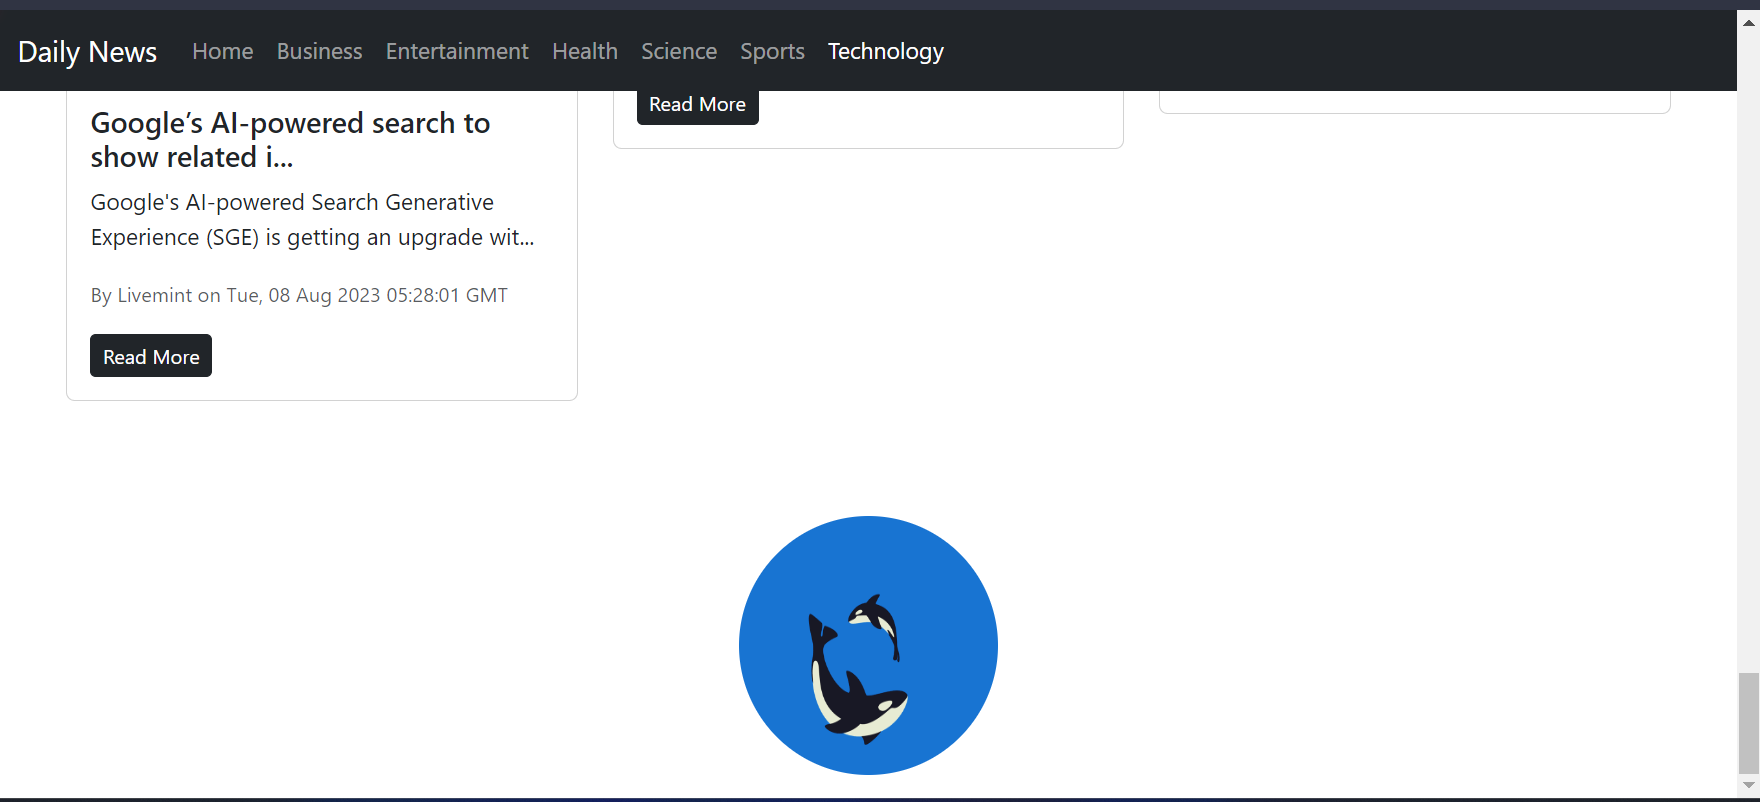 Daily News Home Business Entertainment Health Science Sports Technology
Google’s AI-powered search to
show related i...
Google's AI-powered Search Generative
Experience (SGE) is getting an upgrade wit...
By Livemint on Tue, 08 Aug 2023 05:28:01 GMT
Read More
Read More